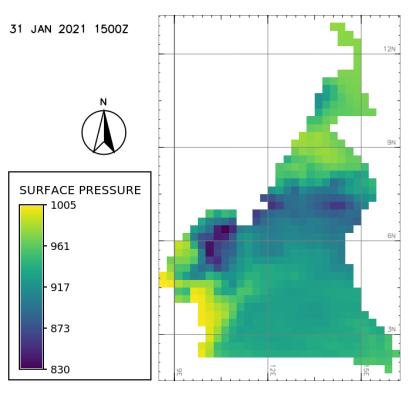 31 JAN 2021 1500Z
N
SURFACE PRESSURE
1005
961
917
873
830
12N
9N
6N
3N
9E
12E
15E